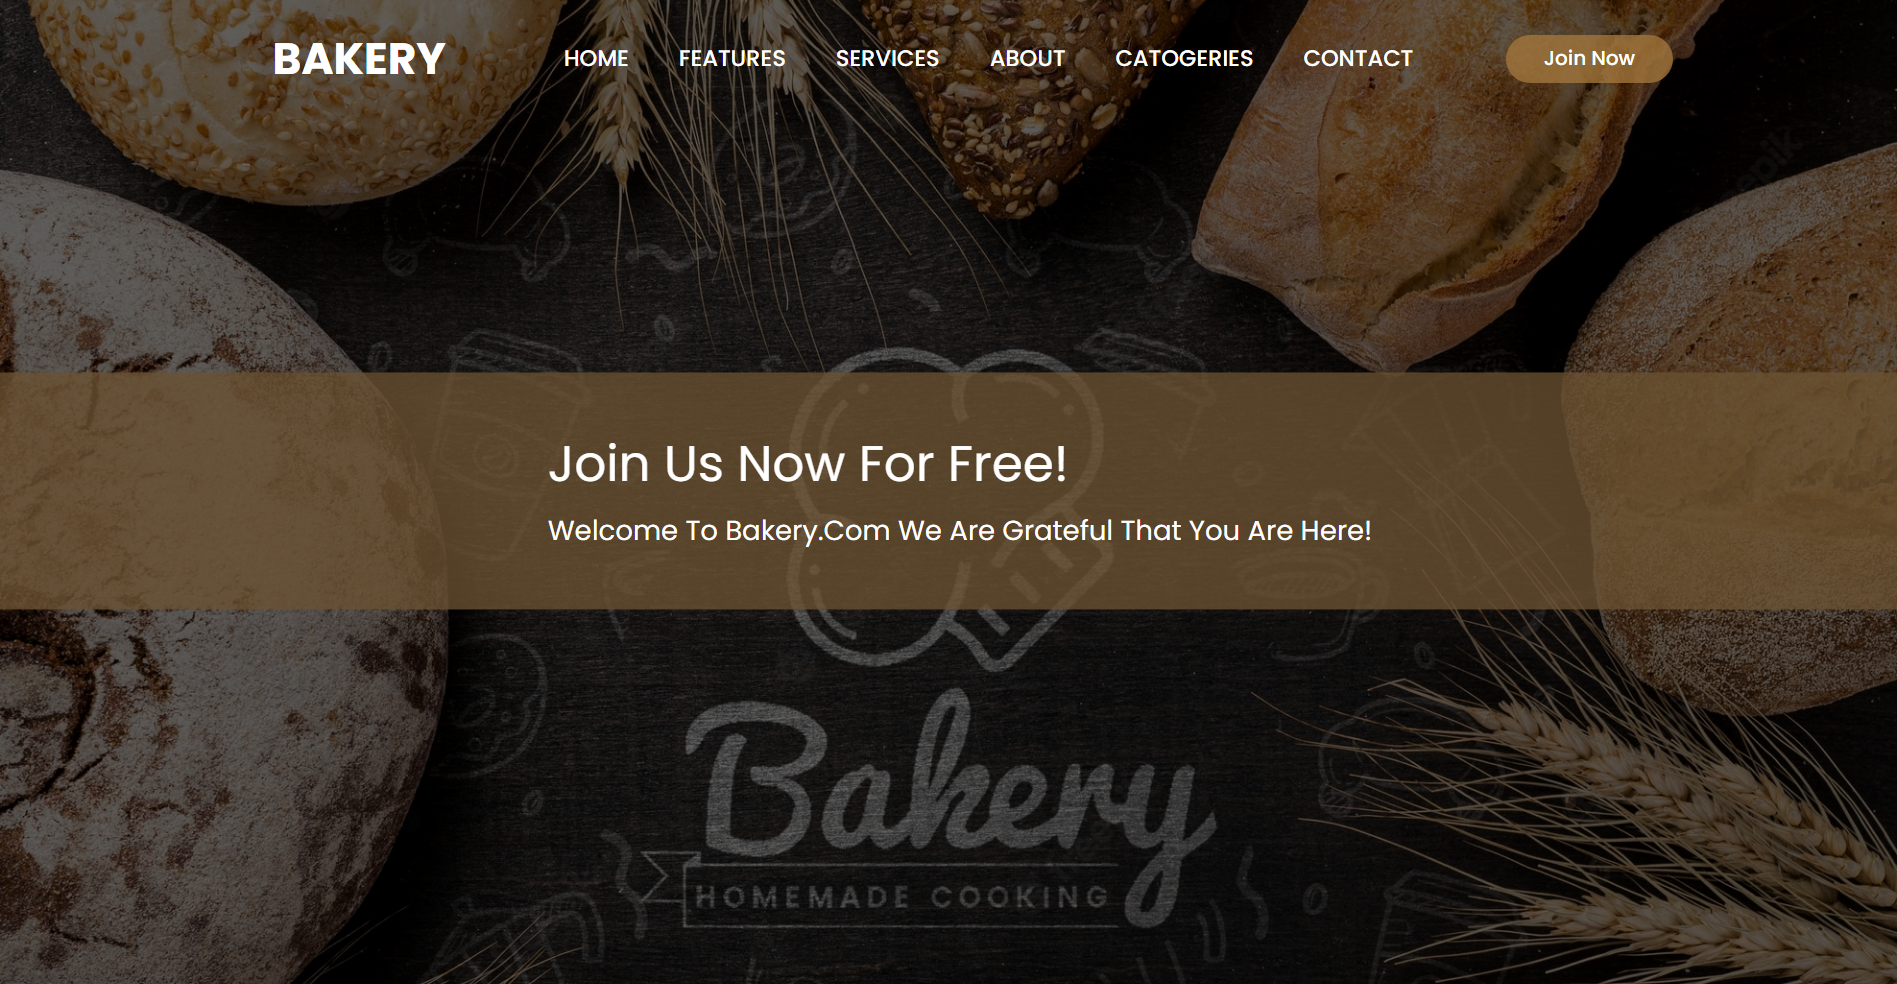 BAKERY HOME FEATURES SERVICES ABOUT CATOGERIES CONTACT Join Now
Join Us Now For Free!
Welcome To Bakery.Com We Are Grateful That You Are Here!
Bakery
HOMEMADE COOKING